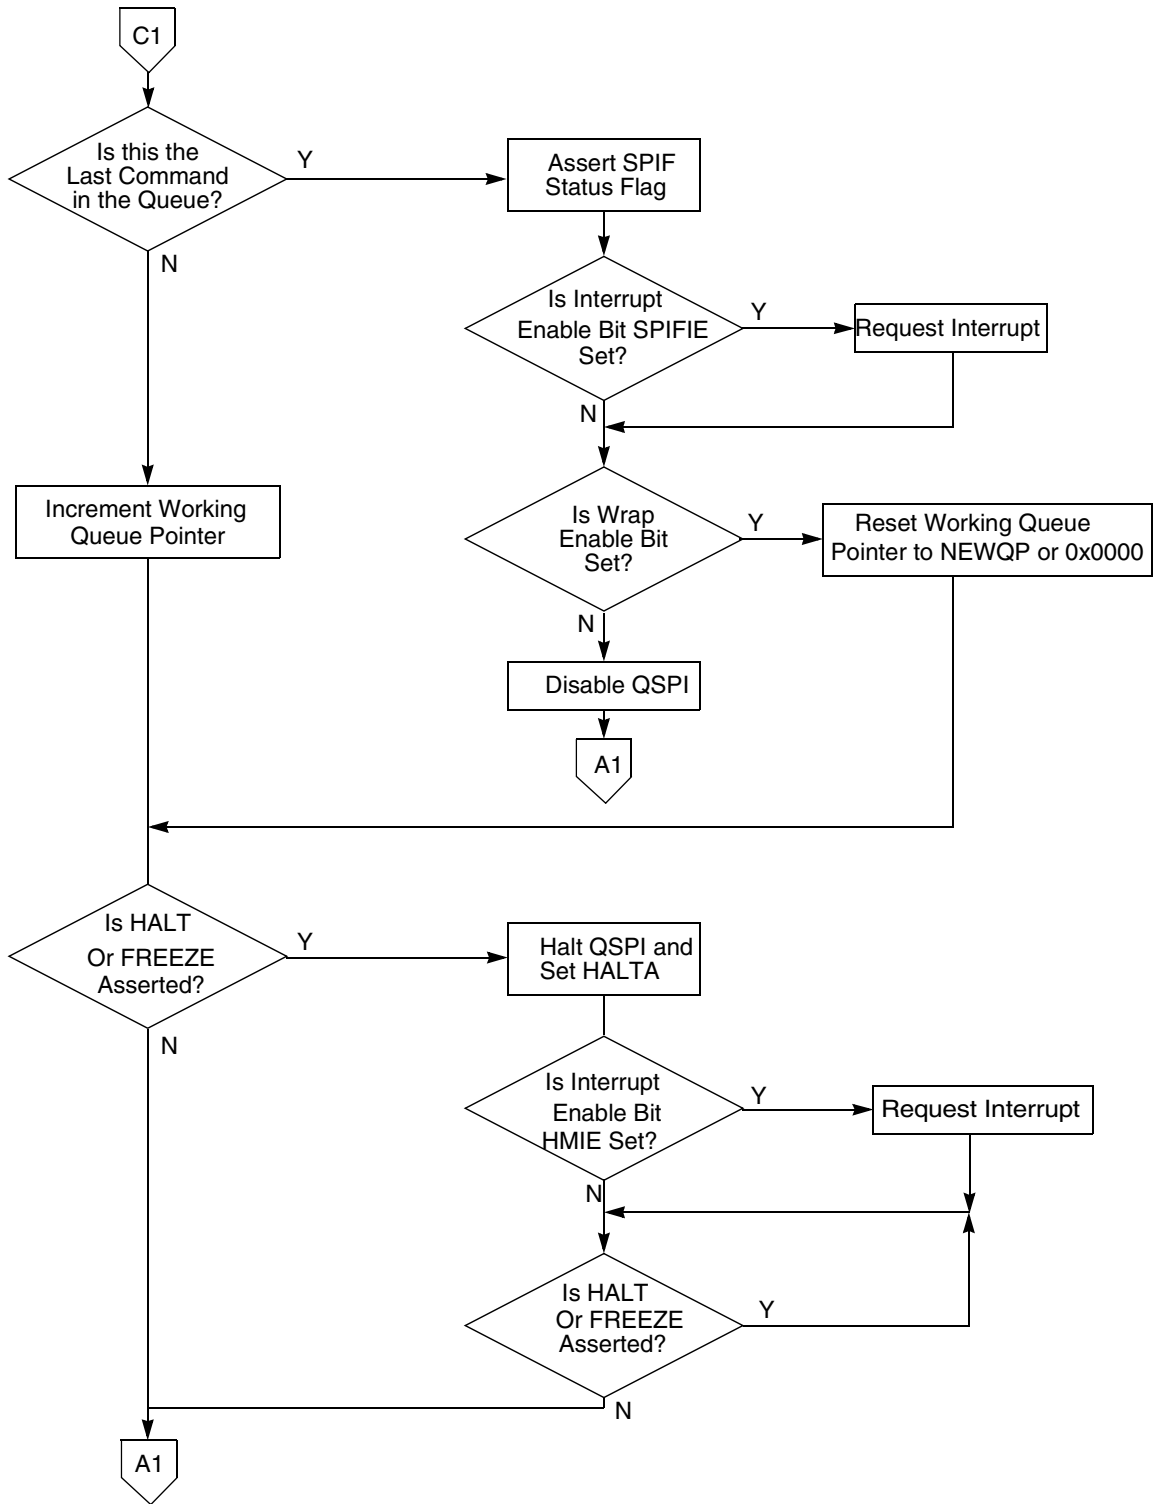 C1
Is this the
Last Command
in the Queue?
Y
Assert SPIF
Status Flag
N
Is Interrupt
Enable Bit SPIFIE
Set?
Y
Request Interrupt
N
Increment Working
Queue Pointer
Is Wrap
Enable Bit
Set?
Y
Reset Working Queue
Pointer to NEWQP or 0x0000
N
Disable QSPI
A1
Is HALT
Or FREEZE
Asserted?
Y
Halt QSPI and
Set HALTA
N
Is Interrupt
Enable Bit
HMIE Set?
Y
Request Interrupt
N
Is HALT
Or FREEZE
Asserted?
Y
N
A1